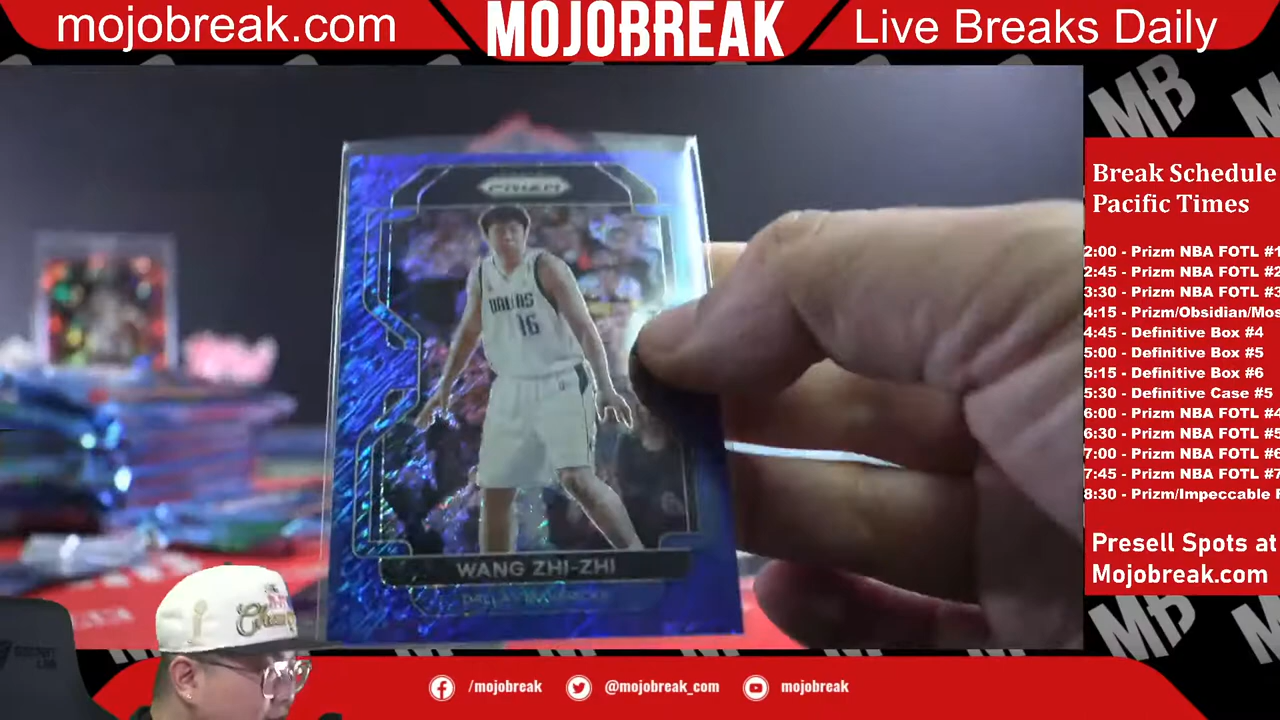 mojobreak.com
MOJOBREAK
Live Breaks Daily
MB
Break Schedule
Pacific Times
2:00 - Prizm NBA FOTL #1
2:45 - Prizm NBA FOTL #2
3:30 - Prizm NBA FOTL #3
4:15 - Prizm/Obsidian/Mos
4:45 - Definitive Box #4
5:00 - Definitive Box #5
5:15 - Definitive Box #6
5:30 - Definitive Case #5
6:00 - Prizm NBA FOTL #4
6:30 - Prizm NBA FOTL #5
7:00 - Prizm NBA FOTL #6
7:45 - Prizm NBA FOTL #7
8:30 - Prizm/Impeccable F
Presell Spots at
Mojobreak.com
MB
PRIZM
DALLAS
16
WANG ZHI-ZHI
/mojobreak
@mojobreak_com
mojobreak